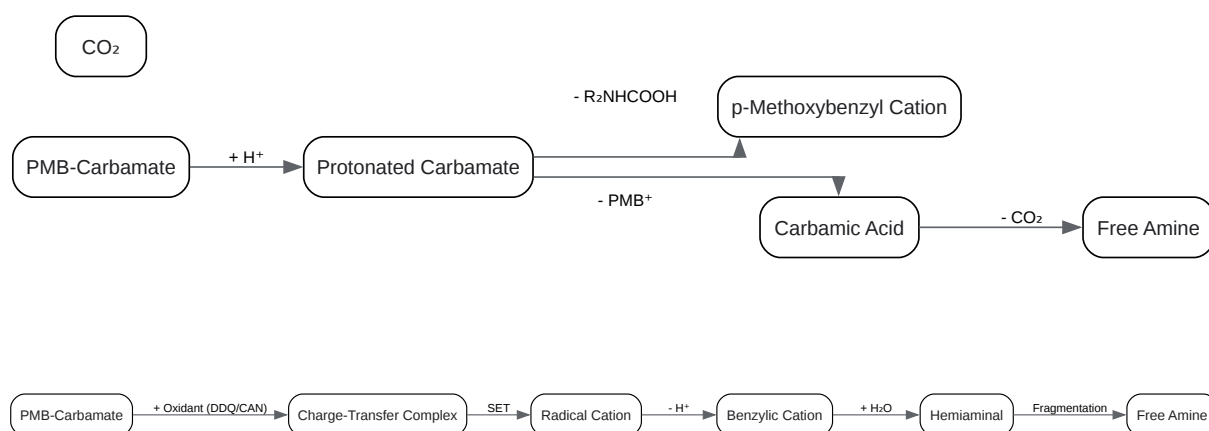 CO₂
- R₂NHCOOH
p-Methoxybenzyl Cation
PMB-Carbamate
+ H⁺
Protonated Carbamate
- PMB⁺
Carbamic Acid
- CO₂
Free Amine
PMB-Carbamate
+ Oxidant (DDQ/CAN)
Charge-Transfer Complex
SET
Radical Cation
- H⁺
Benzylic Cation
+ H₂O
Hemiaminal
Fragmentation
Free Amine